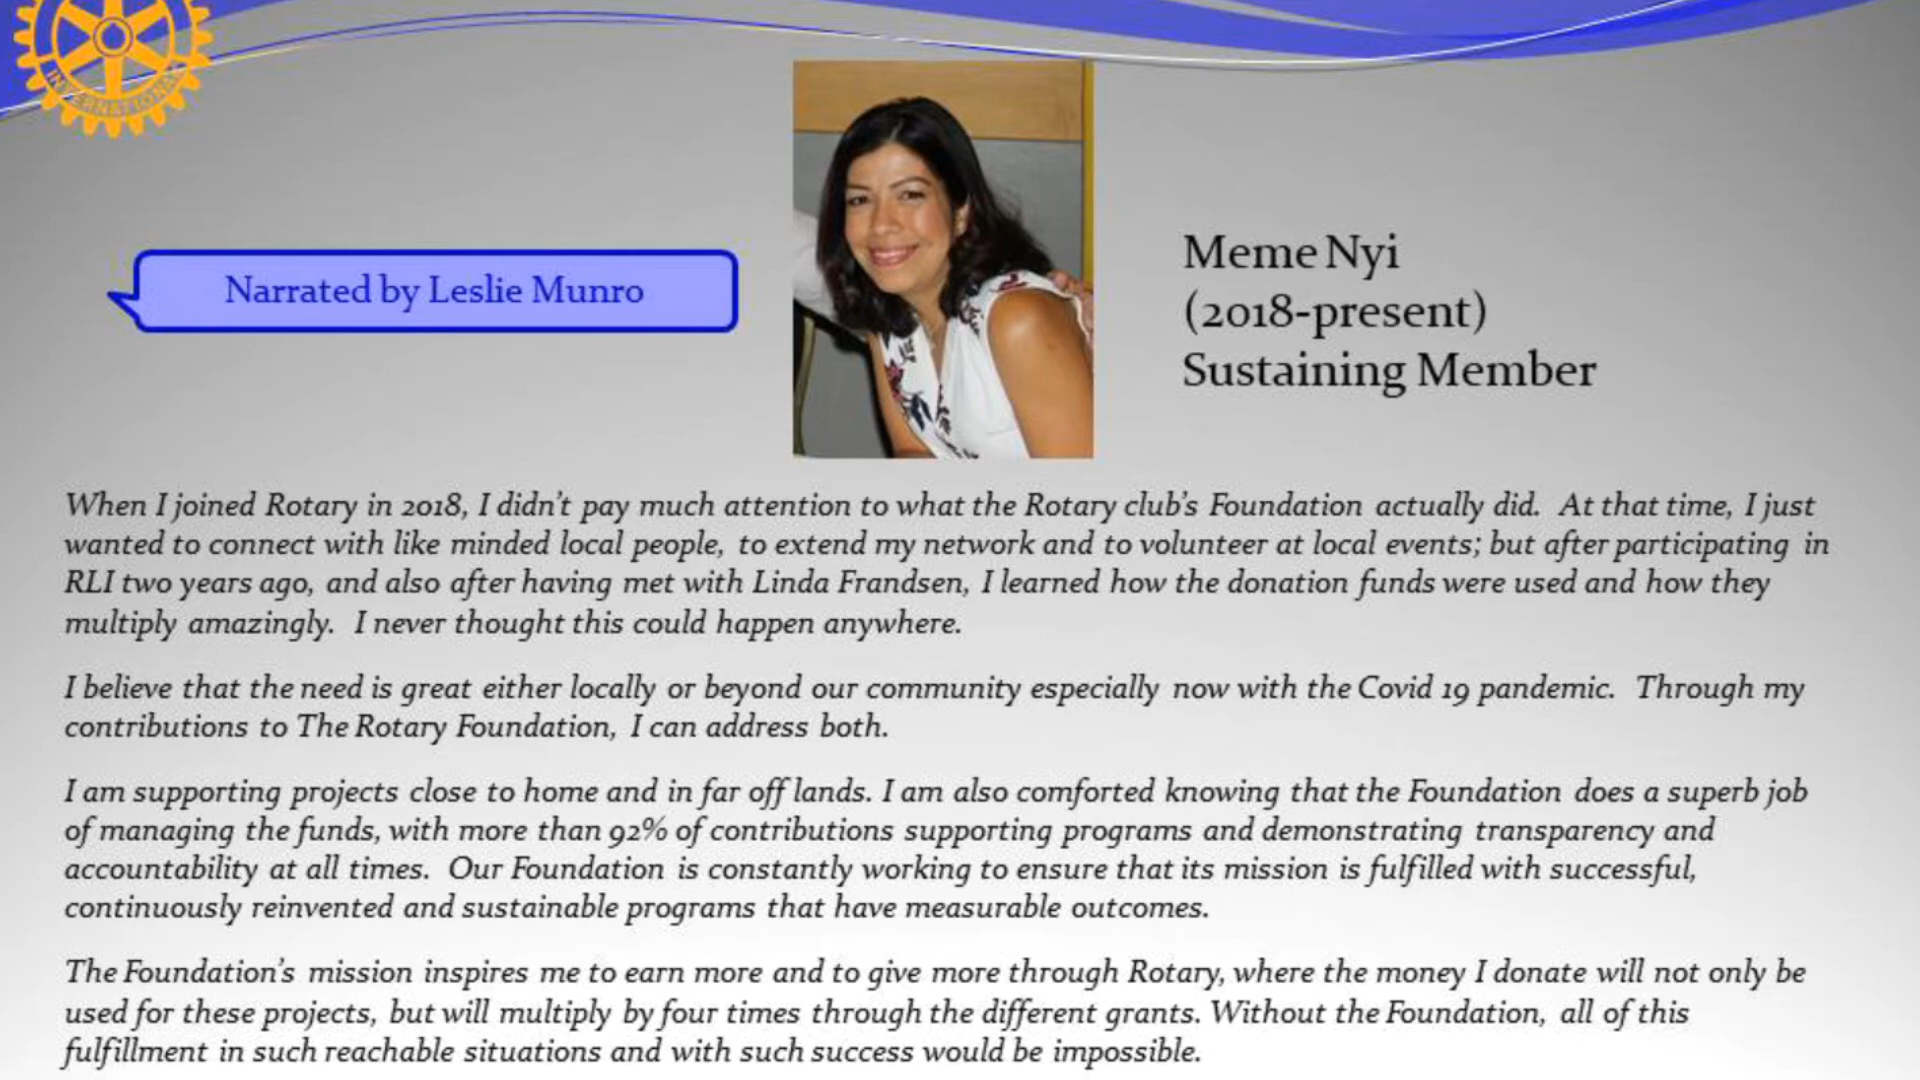 INTERNATIONAL
Narrated by Leslie Munro
Meme Nyi
(2018-present)
Sustaining Member
When I joined Rotary in 2018, I didn't pay much attention to what the Rotary club's Foundation actually did.  At that time, I just
wanted to connect with like minded local people, to extend my network and to volunteer at local events; but after participating in
RLI two years ago, and also after having met with Linda Frandsen, I learned how the donation funds were used and how they
multiply amazingly.  I never thought this could happen anywhere.
I believe that the need is great either locally or beyond our community especially now with the Covid 19 pandemic.  Through my
contributions to The Rotary Foundation, I can address both.
I am supporting projects close to home and in far off lands. I am also comforted knowing that the Foundation does a superb job
of managing the funds, with more than 92% of contributions supporting programs and demonstrating transparency and
accountability at all times.  Our Foundation is constantly working to ensure that its mission is fulfilled with successful,
continuously reinvented and sustainable programs that have measurable outcomes.
The Foundation's mission inspires me to earn more and to give more through Rotary, where the money I donate will not only be
used for these projects, but will multiply by four times through the different grants. Without the Foundation, all of this
fulfillment in such reachable situations and with such success would be impossible.